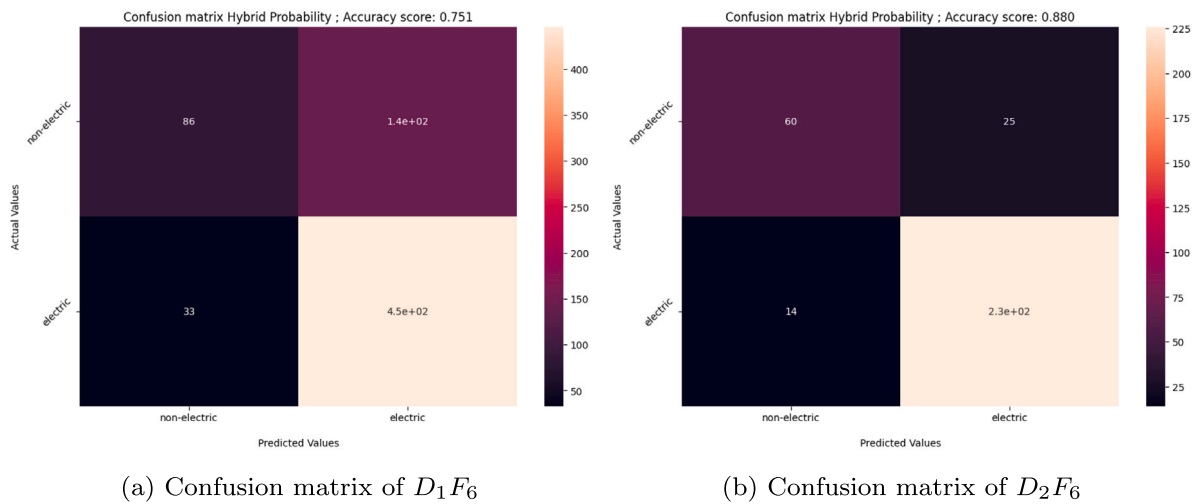 Confusion matrix Hybrid Probability ; Accuracy score: 0.751
non-electric
electric
Actual Values
86
1.4e+02
33
4.5e+02
non-electric
electric
Predicted Values
400
350
300
250
200
150
100
50
(a) Confusion matrix of D₁F₆
Confusion matrix Hybrid Probability ; Accuracy score: 0.880
non-electric
electric
Actual Values
60
25
14
2.3e+02
non-electric
electric
Predicted Values
225
200
175
150
125
100
75
50
25
(b) Confusion matrix of D₂F₆